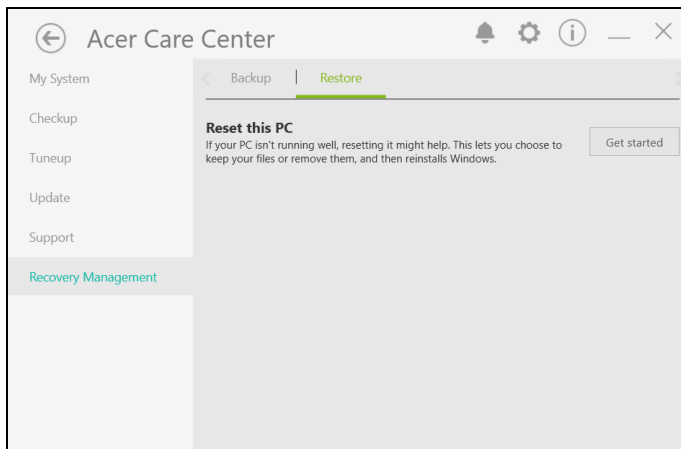 Acer Care Center
My System
Checkup
Tuneup
Update
Support
Recovery Management
Backup | Restore
Reset this PC
If your PC isn't running well, resetting it might help. This lets you choose to
keep your files or remove them, and then reinstalls Windows.
Get started